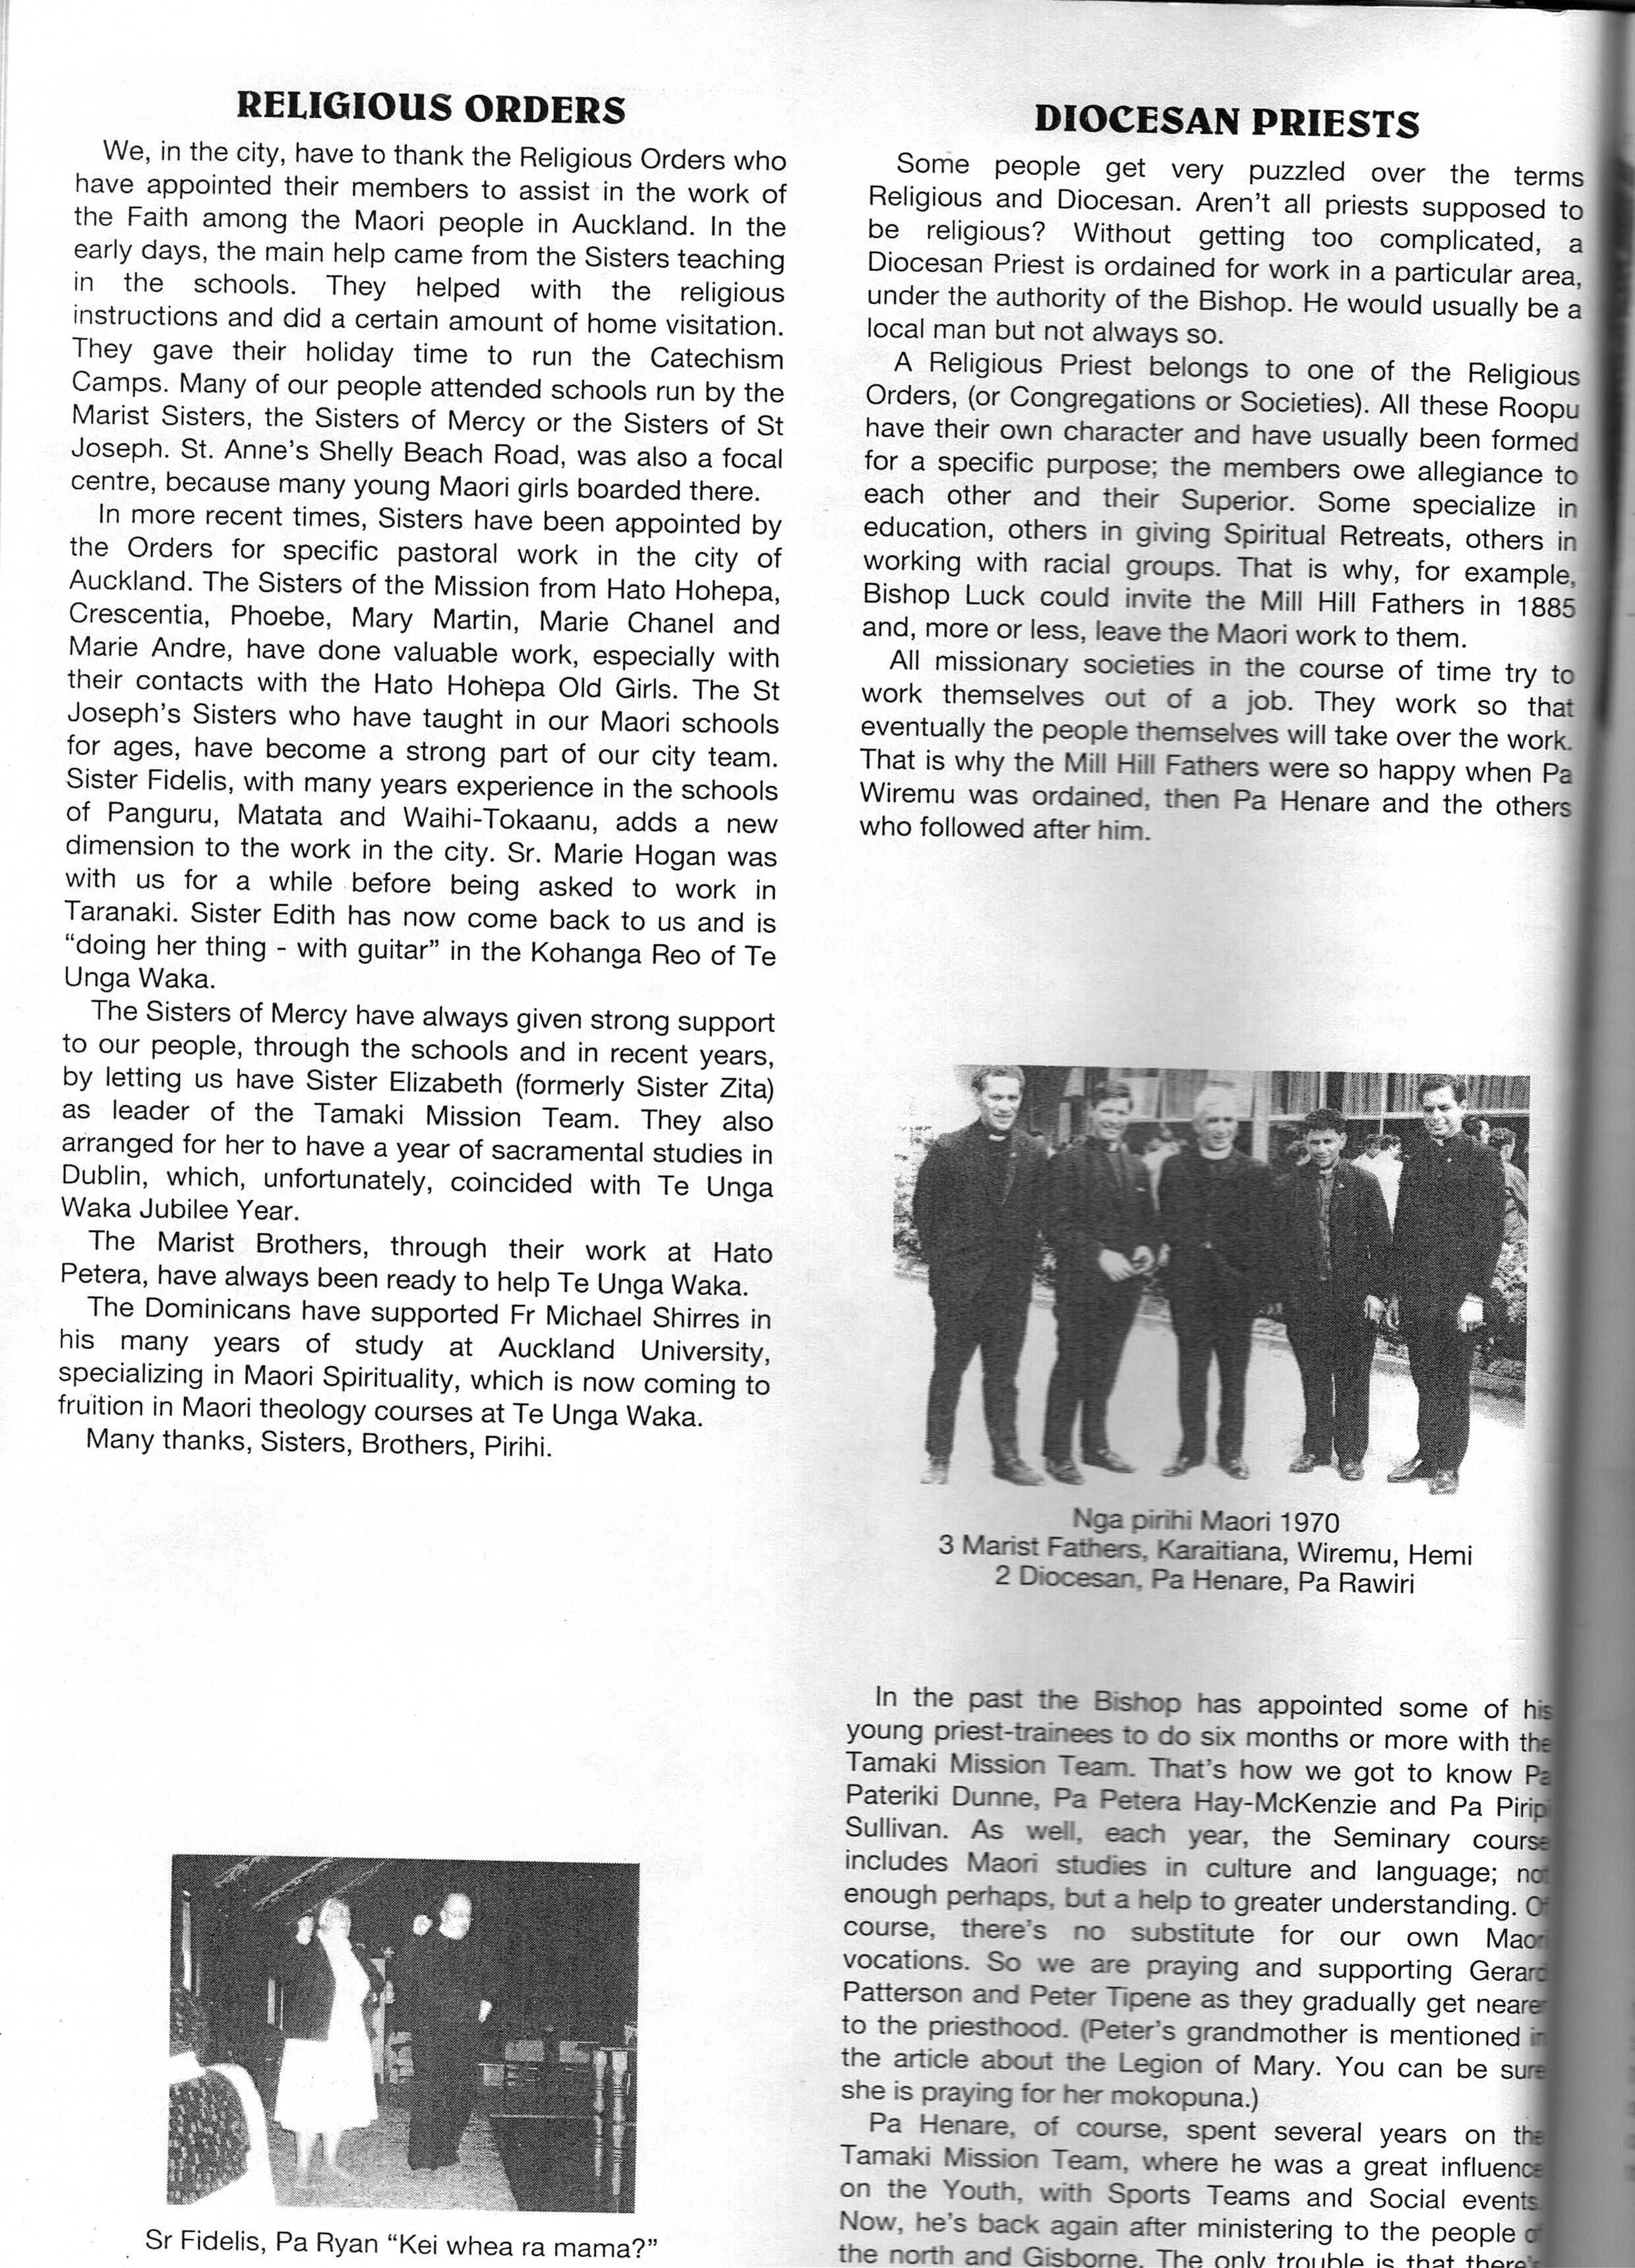 RELIGIOUS ORDERS
We, in the city, have to thank the Religious Orders who
have appointed their members to assist in the work of
the Faith among the Maori people in Auckland. In the
early days, the main help came from the Sisters teaching
in the schools. They helped with the religious
instructions and did a certain amount of home visitation.
They gave their holiday time to run the Catechism
Camps. Many of our people attended schools run by the
Marist Sisters, the Sisters of Mercy or the Sisters of St
Joseph. St. Anne's Shelly Beach Road, was also a focal
centre, because many young Maori girls boarded there.
In more recent times, Sisters have been appointed by
the Orders for specific pastoral work in the city of
Auckland. The Sisters of the Mission from Hato Hohepa,
Crescentia, Phoebe, Mary Martin, Marie Chanel and
Marie Andre, have done valuable work, especially with
their contacts with the Hato Hohepa Old Girls. The St
Joseph's Sisters who have taught in our Maori schools
for ages, have become a strong part of our city team.
Sister Fidelis, with many years experience in the schools
of Panguru, Matata and Waihi-Tokaanu, adds a new
dimension to the work in the city. Sr. Marie Hogan was
with us for a while before being asked to work in
Taranaki. Sister Edith has now come back to us and is
"doing her thing - with guitar" in the Kohanga Reo of Te
Unga Waka.
The Sisters of Mercy have always given strong support
to our people, through the schools and in recent years,
by letting us have Sister Elizabeth (formerly Sister Zita)
as leader of the Tamaki Mission Team. They also
arranged for her to have a year of sacramental studies in
Dublin, which, unfortunately, coincided with Te Unga
Waka Jubilee Year.
The Marist Brothers, through their work at Hato
Petera, have always been ready to help Te Unga Waka.
The Dominicans have supported Fr Michael Shirres in
his many years of study at Auckland University,
specializing in Maori Spirituality, which is now coming to
fruition in Maori theology courses at Te Unga Waka.
Many thanks, Sisters, Brothers, Pirihi.
Sr Fidelis, Pa Ryan "Kei whea ra mama?"
DIOCESAN PRIESTS
Some people get very puzzled over the terms
Religious and Diocesan. Aren't all priests supposed to
be religious? Without getting too complicated, a
Diocesan Priest is ordained for work in a particular area,
under the authority of the Bishop. He would usually be a
local man but not always so.
A Religious Priest belongs to one of the Religious
Orders, (or Congregations or Societies). All these Roopu
have their own character and have usually been formed
for a specific purpose; the members owe allegiance to
each other and their Superior. Some specialize in
education, others in giving Spiritual Retreats, others in
working with racial groups. That is why, for example,
Bishop Luck could invite the Mill Hill Fathers in 1885
and, more or less, leave the Maori work to them.
All missionary societies in the course of time try to
work themselves out of a job. They work so that
eventually the people themselves will take over the work.
That is why the Mill Hill Fathers were so happy when Pa
Wiremu was ordained, then Pa Henare and the others
who followed after him.
Nga pirihi Maori 1970
3 Marist Fathers, Karaitiana, Wiremu, Hemi
2 Diocesan, Pa Henare, Pa Rawiri
In the past the Bishop has appointed some of his
young priest-trainees to do six months or more with the
Tamaki Mission Team. That's how we got to know Pa
Pateriki Dunne, Pa Petera Hay-McKenzie and Pa Pirip
Sullivan. As well, each year, the Seminary course
includes Maori studies in culture and language; not
enough perhaps, but a help to greater understanding. Of
course, there's no substitute for our own Maori
vocations. So we are praying and supporting Gerard
Patterson and Peter Tipene as they gradually get nearer
to the priesthood. (Peter's grandmother is mentioned in
the article about the Legion of Mary. You can be sure
she is praying for her mokopuna.)
Pa Henare, of course, spent several years on the
Tamaki Mission Team, where he was a great influence
on the Youth, with Sports Teams and Social events.
Now, he's back again after ministering to the people of
the north and Gisborne. The only trouble is that there's